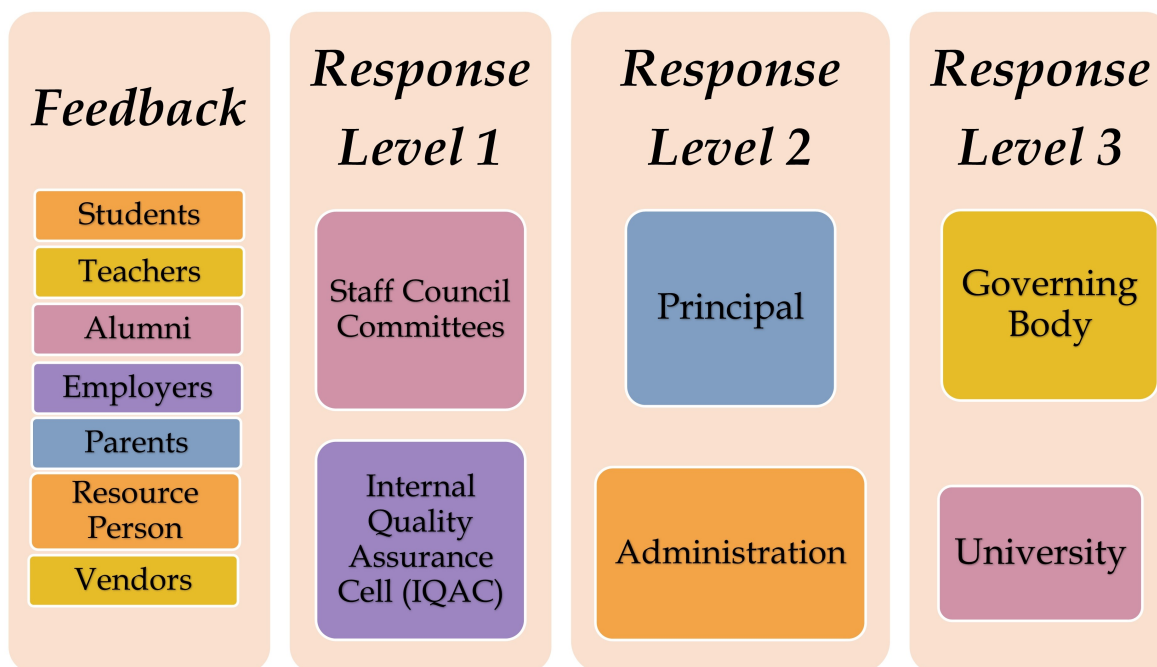 Feedback
Students
Teachers
Alumni
Employers
Parents
Resource
Person
Vendors
Response
Level 1
Staff Council
Committees
Internal
Quality
Assurance
Cell (IQAC)
Response
Level 2
Principal
Administration
Response
Level 3
Governing
Body
University